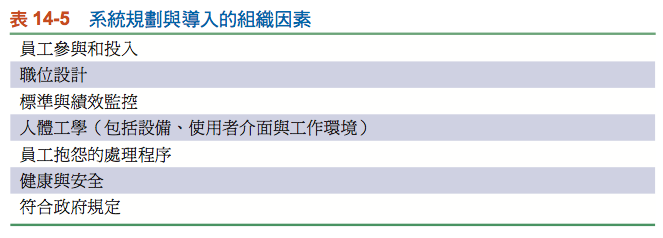 表 14-5 系統規劃與導入的組織因素
員工參與和投入
職位設計
標準與績效監控
人體工學（包括設備、使用者介面與工作環境）
員工抱怨的處理程序
健康與安全
符合政府規定